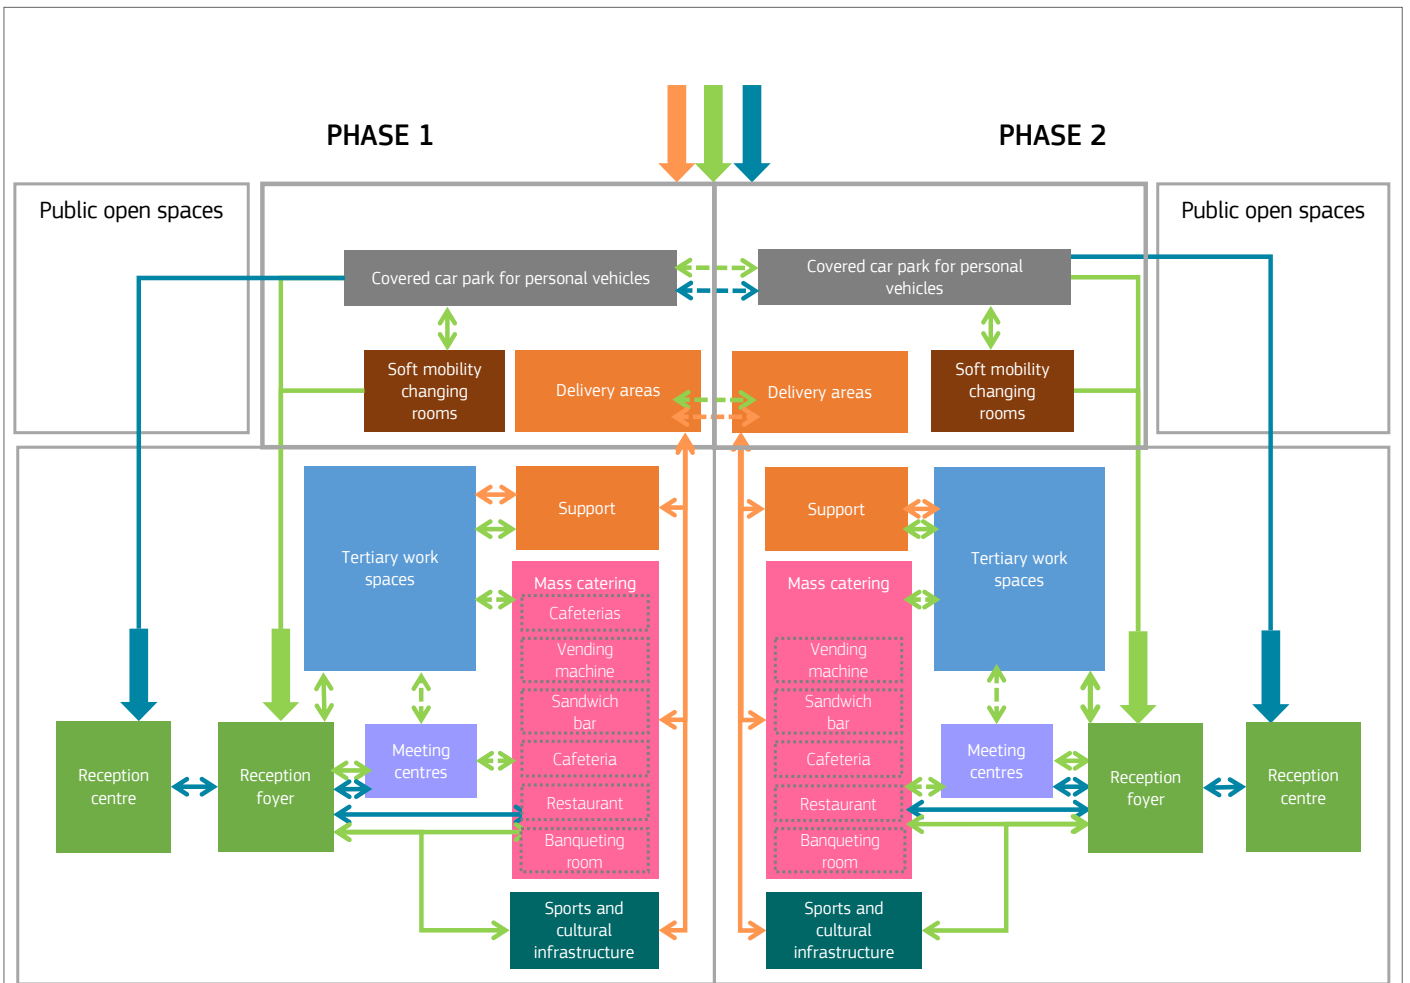 PHASE 1
PHASE 2
Public open spaces
Public open spaces
Covered car park for personal vehicles
Covered car park for personal
vehicles
Soft mobility
changing
rooms
Delivery areas
Delivery areas
Soft mobility
changing
rooms
Tertiary work
spaces
Support
Support
Tertiary work
spaces
Mass catering
Cafeterias
Vending
machine
Sandwich
bar
Cafeteria
Restaurant
Banqueting
room
Mass catering
Vending
machine
Sandwich
bar
Cafeteria
Restaurant
Banqueting
room
Reception
centre
Reception
foyer
Meeting
centres
Meeting
centres
Reception
foyer
Reception
centre
Sports and
cultural
infrastructure
Sports and
cultural
infrastructure